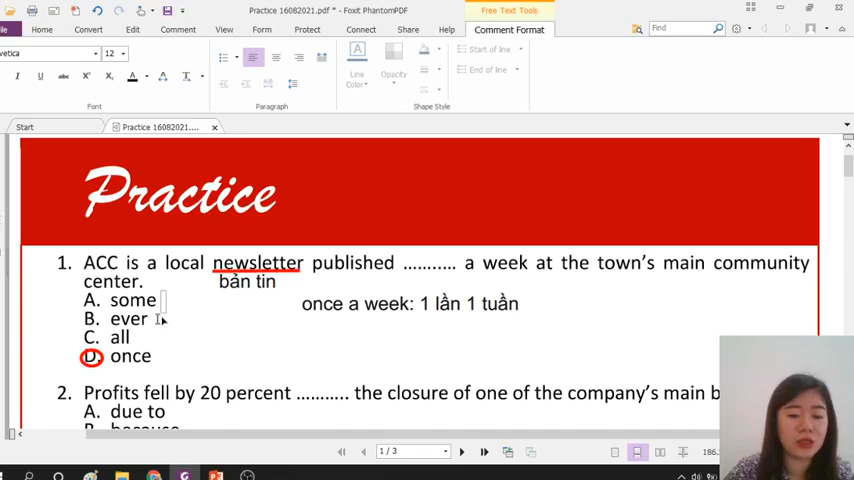 Practice 16082021.pdf * - Foxit PhantomPDF
Free Text Tools
Home Convert Edit Comment View Form Protect Connect Share Help Comment Format
Find
vetica 12
Line Color
Opacity
Start of line
End of line
Font Paragraph Shape Style
Start Practice 16082021....
Practice
1. ACC is a local newsletter published ……..… a week at the town's main community
center. bản tin
A. some
once a week: 1 lần 1 tuần
B. ever
C. all
D. once
2. Profits fell by 20 percent ……….. the closure of one of the company's main b
A. due to
B. because
1 / 3